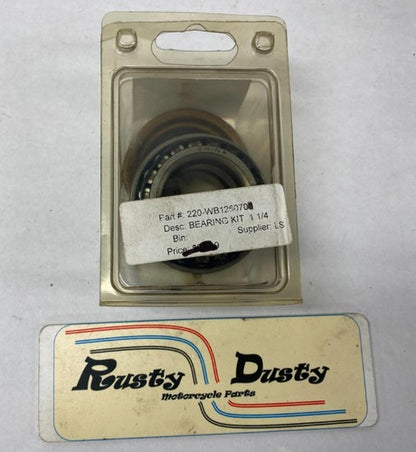 Part #: 220-WB1250700
Desc: BEARING KIT 1 1/4
Bin: Supplier: LS
Price:
Rusty Dusty
Motorcycle Parts